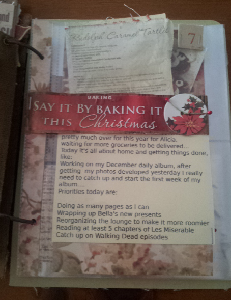 7
SAY IT BY BAKING IT
THIS Christmas
pretty much over for this year for Alicia,
waiting for more groceries to be delivered...
today it's all about home and getting things done,
like:
Working on my December daily album, after
getting my photos developed yesterday I really
need to catch up and start the first week of my
album....
Priorities today are:
Doing as many pages as I can
Wrapping up Bella's new presents
Reorganizing the lounge to make it more roomier
Reading at least 5 chapters of Les Miserable
Catch up on Walking Dead episodes